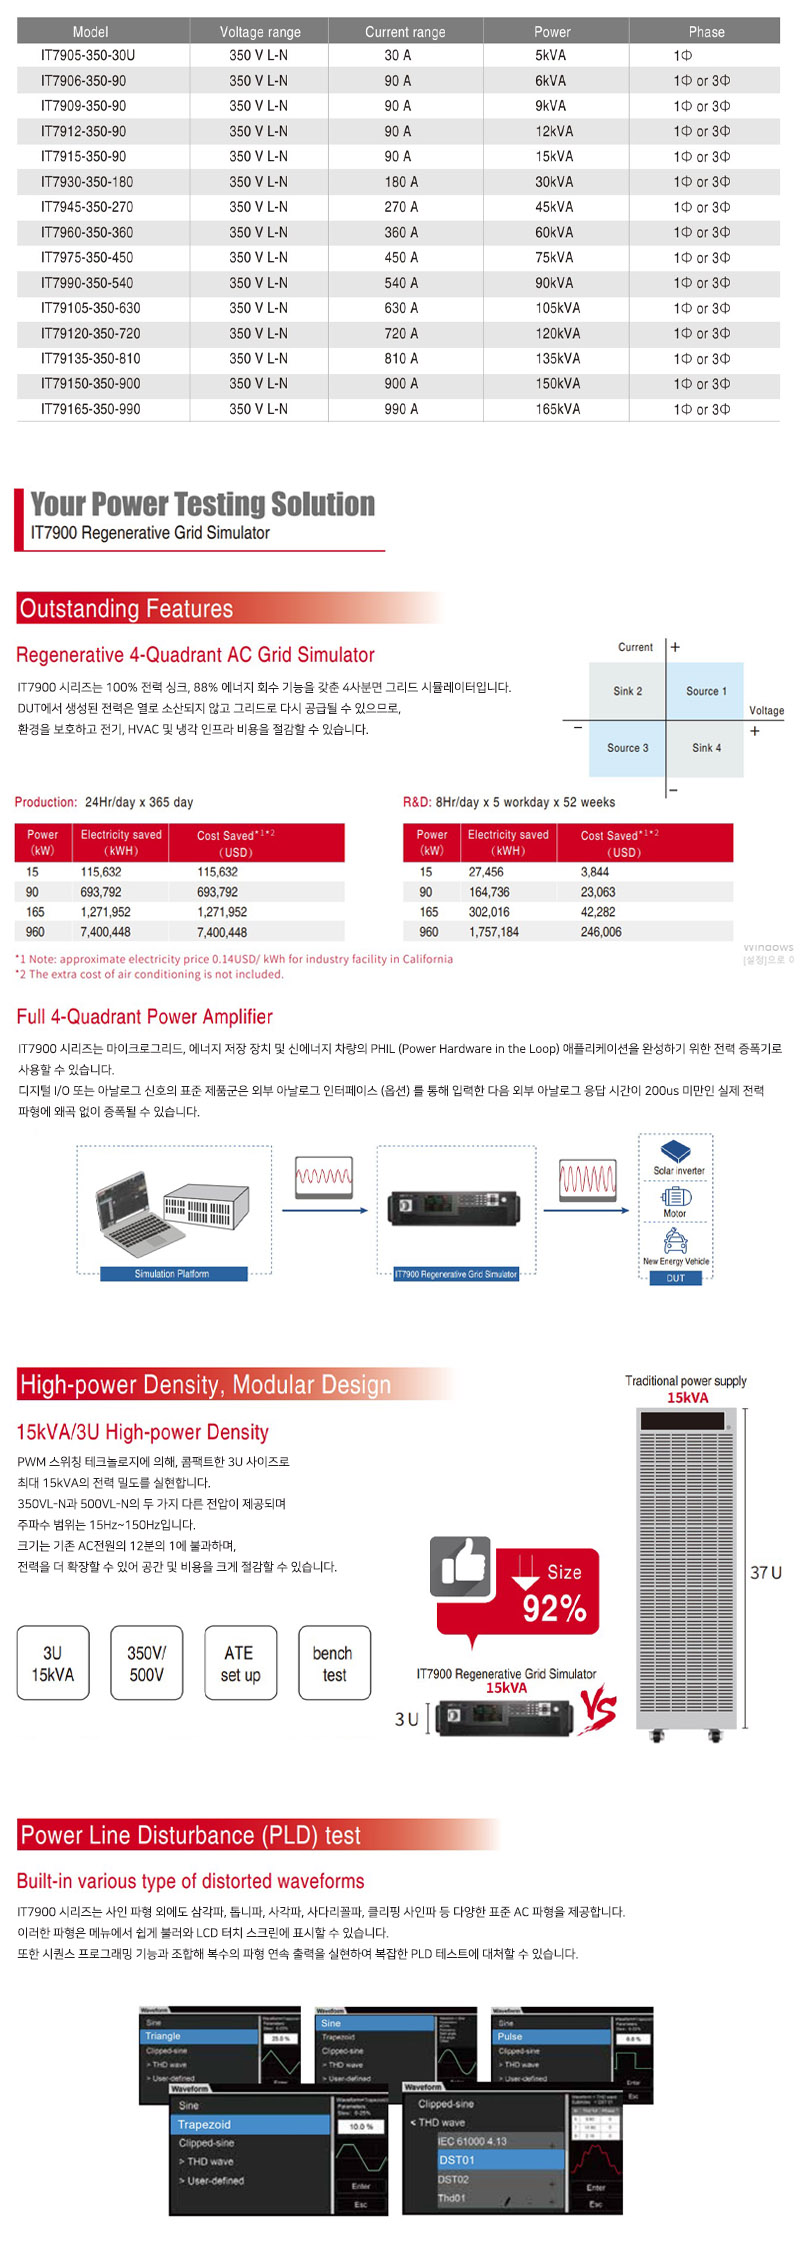 Model Voltage range Current range Power Phase
IT7905-350-30U 350 V L-N 30 A 5kVA 1Φ
IT7906-350-90 350 V L-N 90 A 6kVA 1Φ or 3Φ
IT7909-350-90 350 V L-N 90 A 9kVA 1Φ or 3Φ
IT7912-350-90 350 V L-N 90 A 12kVA 1Φ or 3Φ
IT7915-350-90 350 V L-N 90 A 15kVA 1Φ or 3Φ
IT7930-350-180 350 V L-N 180 A 30kVA 1Φ or 3Φ
IT7945-350-270 350 V L-N 270 A 45kVA 1Φ or 3Φ
IT7960-350-360 350 V L-N 360 A 60kVA 1Φ or 3Φ
IT7975-350-450 350 V L-N 450 A 75kVA 1Φ or 3Φ
IT7990-350-540 350 V L-N 540 A 90kVA 1Φ or 3Φ
IT79105-350-630 350 V L-N 630 A 105kVA 1Φ or 3Φ
IT79120-350-720 350 V L-N 720 A 120kVA 1Φ or 3Φ
IT79135-350-810 350 V L-N 810 A 135kVA 1Φ or 3Φ
IT79150-350-900 350 V L-N 900 A 150kVA 1Φ or 3Φ
IT79165-350-990 350 V L-N 990 A 165kVA 1Φ or 3Φ
Your Power Testing Solution
IT7900 Regenerative Grid Simulator
Outstanding Features
Regenerative 4-Quadrant AC Grid Simulator
IT7900 시리즈는 100% 전력 싱크, 88% 에너지 회수 기능을 갖춘 4사분면 그리드 시뮬레이터입니다.
DUT에서 생성된 전력은 열로 소산되지 않고 그리드로 다시 공급될 수 있으므로,
환경을 보호하고 전기, HVAC 및 냉각 인프라 비용을 절감할 수 있습니다.
Current +
Sink 2 Source 1
Voltage
− +
Source 3 Sink 4
−
Production: 24Hr/day x 365 day
Power Electricity saved Cost Saved*1*2
(kW) (kWH) (USD)
15 115,632 115,632
90 693,792 693,792
165 1,271,952 1,271,952
960 7,400,448 7,400,448
R&D: 8Hr/day x 5 workday x 52 weeks
Power Electricity saved Cost Saved*1*2
(kW) (kWH) (USD)
15 27,456 3,844
90 164,736 23,063
165 302,016 42,282
960 1,757,184 246,006
Windows
[설정]으로 이
*1 Note: approximate electricity price 0.14USD/ kWh for industry facility in California
*2 The extra cost of air conditioning is not included.
Full 4-Quadrant Power Amplifier
IT7900 시리즈는 마이크로그리드, 에너지 저장 장치 및 신에너지 차량의 PHIL (Power Hardware in the Loop) 애플리케이션을 완성하기 위한 전력 증폭기로
사용할 수 있습니다.
디지털 I/O 또는 아날로그 신호의 표준 제품군은 외부 아날로그 인터페이스 (옵션) 를 통해 입력한 다음 외부 아날로그 응답 시간이 200us 미만인 실제 전력
파형에 왜곡 없이 증폭될 수 있습니다.
Simulation Platform
IT7900 Regenerative Grid Simulator
Solar inverter
Motor
New Energy Vehicle
DUT
High-power Density, Modular Design
15kVA/3U High-power Density
PWM 스위칭 테크놀로지에 의해, 콤팩트한 3U 사이즈로
최대 15kVA의 전력 밀도를 실현합니다.
350VL-N과 500VL-N의 두 가지 다른 전압이 제공되며
주파수 범위는 15Hz~150Hz입니다.
크기는 기존 AC전원의 12분의 1에 불과하며,
전력을 더 확장할 수 있어 공간 및 비용을 크게 절감할 수 있습니다.
3U
15kVA
350V/
500V
ATE
set up
bench
test
Traditional power supply
15kVA
37 U
Size
92%
IT7900 Regenerative Grid Simulator
15kVA
3 U
VS
Power Line Disturbance (PLD) test
Built-in various type of distorted waveforms
IT7900 시리즈는 사인 파형 외에도 삼각파, 톱니파, 사각파, 사다리꼴파, 클리핑 사인파 등 다양한 표준 AC 파형을 제공합니다.
이러한 파형은 메뉴에서 쉽게 불러와 LCD 터치 스크린에 표시할 수 있습니다.
또한 시퀀스 프로그래밍 기능과 조합해 복수의 파형 연속 출력을 실현하여 복잡한 PLD 테스트에 대처할 수 있습니다.
Waveform
Sine
Triangle
Clipped-sine
> THD wave
> User-defined
25.0 %
Enter
Waveform
Sine
Trapezoid
Clipped-sine
> THD wave
> User-defined
Waveform
Sine
Pulse
Clipped-sine
> THD wave
> User-defined
Enter
Esc
Waveform
Sine
Trapezoid
Clipped-sine
> THD wave
> User-defined
10.0 %
Enter
Esc
Waveform
Clipped-sine
< THD wave
IEC 61000 4.13
DST01
DST02
Thd01
Enter
Esc